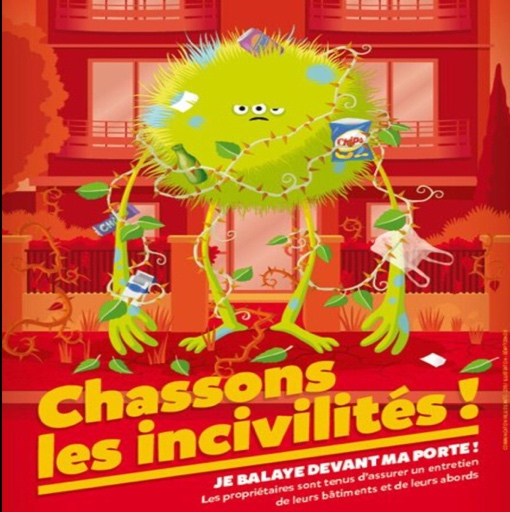 Chips
Chassons
les incivilités !
JE BALAYE DEVANT MA PORTE !
Les propriétaires sont tenus d'assurer un entretien
de leurs bâtiments et de leurs abords